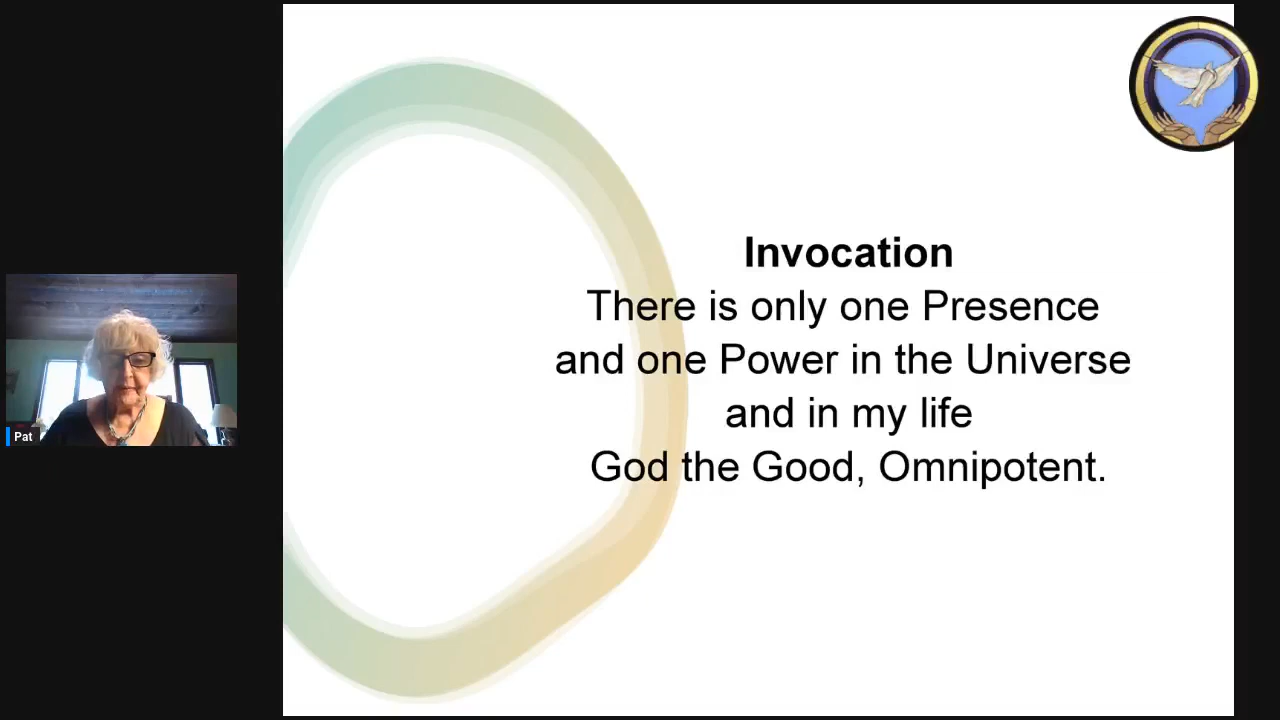 Invocation
There is only one Presence
and one Power in the Universe
and in my life
God the Good, Omnipotent.
Pat